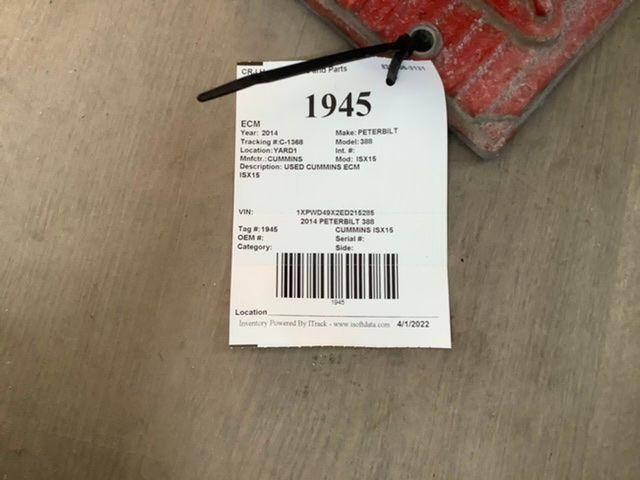 CR and Parts
1945
ECM
Year: 2014 Make: PETERBILT
Tracking #:C-1368 Model: 388
Location:YARD1 Int. #:
Mnfctr.:CUMMINS Mod: ISX15
Description: USED CUMMINS ECM
ISX15
VIN: 1XPWD49X2ED215285
2014 PETERBILT 388
Tag #:1945 CUMMINS ISX15
OEM #: Serial #:
Category: Side:
1945
Location
Inventory Powered By ITrack - www.isoftdata.com 4/1/2022